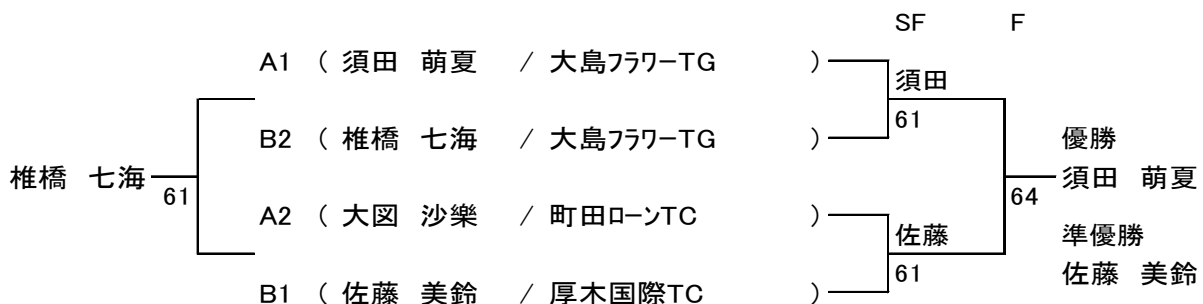 SF F
A1 ( 須田 萌夏 / 大島フラワーTG )
須田
61
B2 ( 椎橋 七海 / 大島フラワーTG )
優勝
椎橋 七海
61
須田 萌夏
64
A2 ( 大図 沙樂 / 町田ローンTC )
佐藤
61
準優勝
佐藤 美鈴
B1 ( 佐藤 美鈴 / 厚木国際TC )